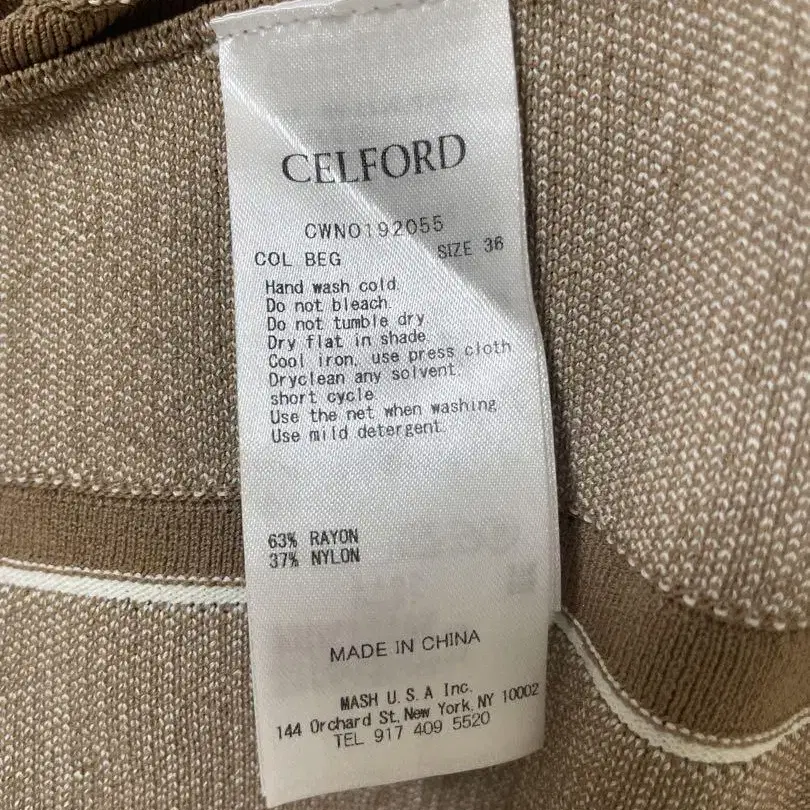 CELFORD
CWNO192055
COL BEG SIZE 36
Hand wash cold.
Do not bleach.
Do not tumble dry
Dry flat in shade
Cool iron, use press cloth
Dryclean any solvent.
short cycle.
Use the net when washing
Use mild detergent.
63% RAYON
37% NYLON
MADE IN CHINA
MASH U.S.A Inc.
144 Orchard St, New York, NY 10002
TEL 917 409 5520